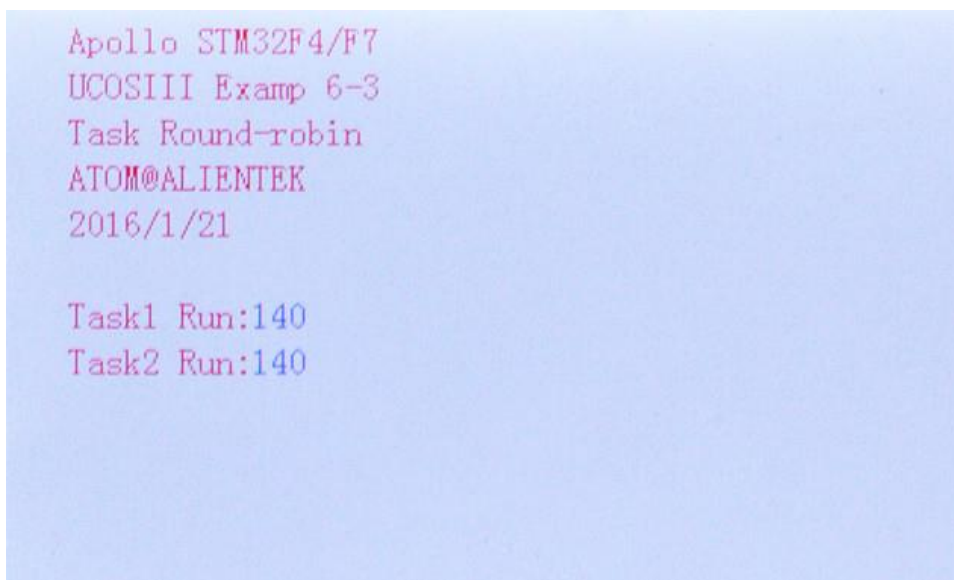 Apollo STM32F4/F7
UCOSIII Examp 6-3
Task Round-robin
ATOM@ALIENTEK
2016/1/21
Task1 Run:140
Task2 Run:140